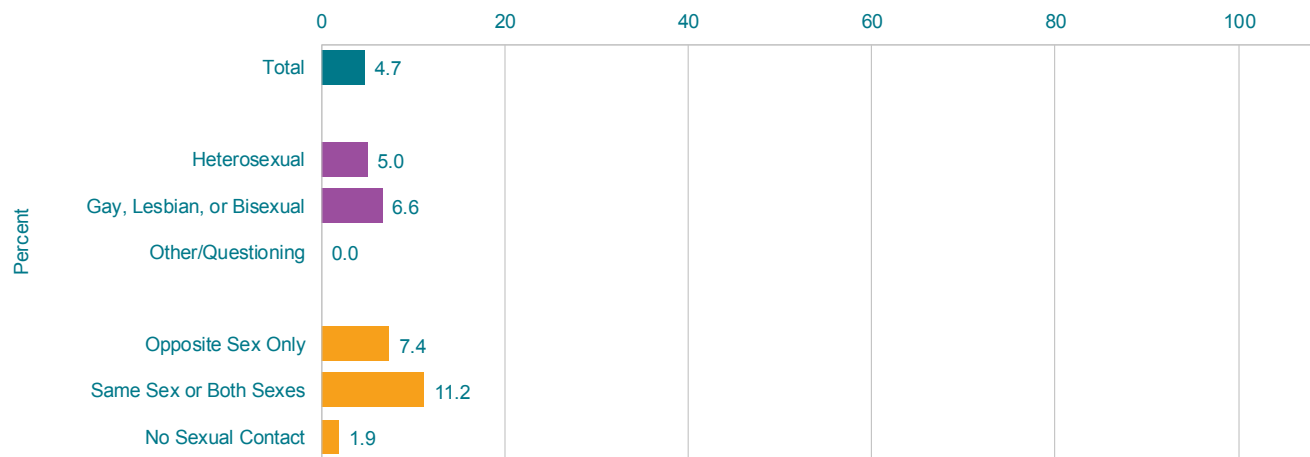 0 20 40 60 80 100
Total 4.7
Heterosexual 5.0
Gay, Lesbian, or Bisexual 6.6
Other/Questioning 0.0
Opposite Sex Only 7.4
Same Sex or Both Sexes 11.2
No Sexual Contact 1.9
Percent